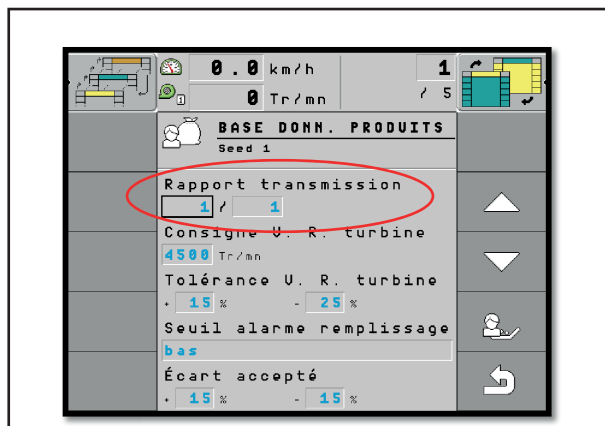 0.0 km/h
1
1
0 Tr/mn
/ 5
BASE DONN. PRODUITS
Seed 1
Rapport transmission
1 / 1
Consigne V. R. turbine
4500 Tr/mn
Tolérance V. R. turbine
+ 15 % - 25 %
Seuil alarme remplissage
bas
Écart accepté
+ 15 % - 15 %